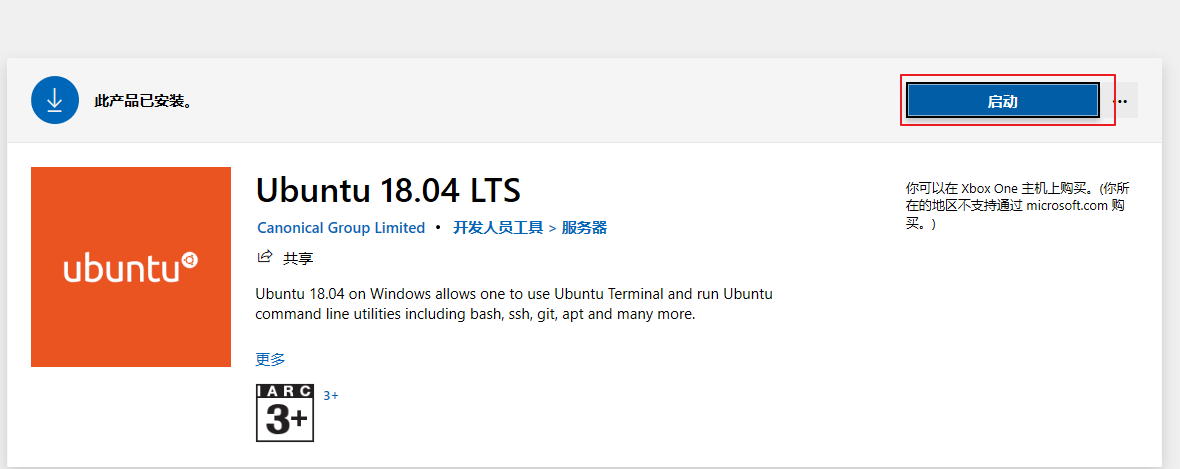 此产品已安装。
启动
...
ubuntu
Ubuntu 18.04 LTS
Canonical Group Limited • 开发人员工具 > 服务器
共享
Ubuntu 18.04 on Windows allows one to use Ubuntu Terminal and run Ubuntu
command line utilities including bash, ssh, git, apt and many more.
更多
IARC
3+
3+
你可以在 Xbox One 主机上购买。(你所
在的地区不支持通过 microsoft.com 购
买。)